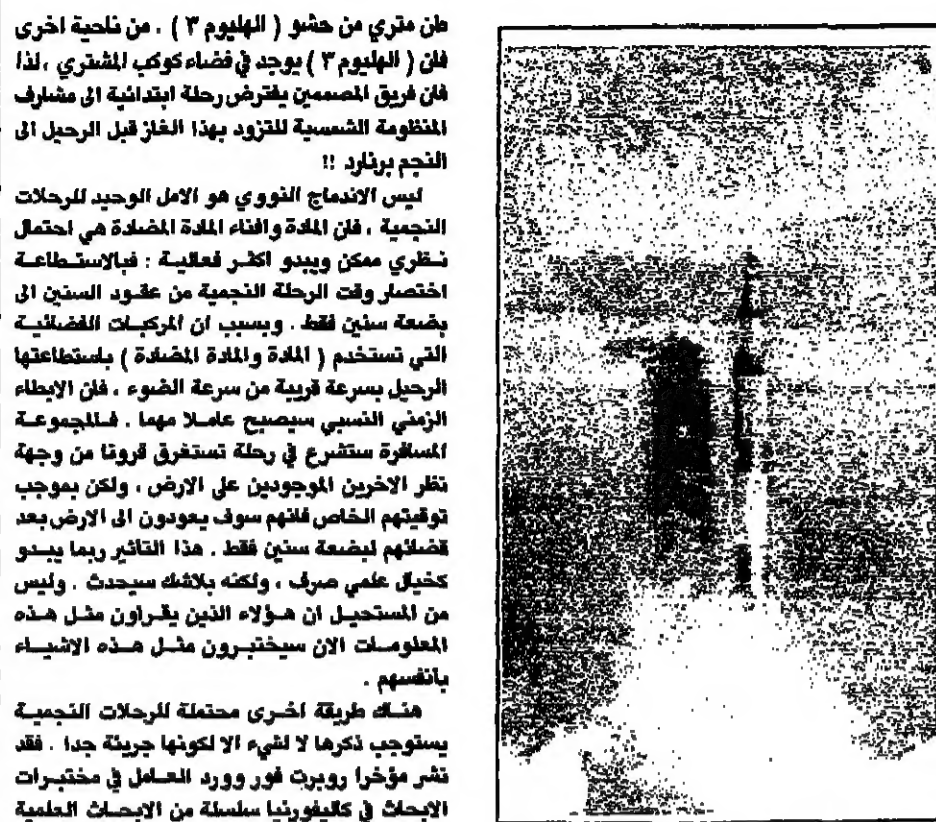 طن متري من حشو ( الهليوم ٣ ) . من ناحية اخرى
فان ( الهليوم ٣ ) يوجد في فضاء كوكب المشتري ، لذا
فان فريق المصممين يفترض رحلة ابتدائية الى مشارف
المنظومة الشمسية للتزود بهذا الغاز قبل الرحيل الى
النجم برنارد !!
ليس الاندماج النووي هو الامل الوحيد للرحلات
النجمية ، فان المادة وافناء المادة المضادة هي احتمال
نظري ممكن ويبدو اكثر فعالية : فبالاستطاعة
اختصار وقت الرحلة النجمية من عقود السنين الى
بضعة سنين فقط . وبسبب ان المركبات الفضائية
التي تستخدم ( المادة والمادة المضادة ) باستطاعتها
الرحيل بسرعة قريبة من سرعة الضوء ، فان الابطاء
الزمني النسبي سيصبح عاملا مهما . فالمجموعة
المسافرة ستشرع في رحلة تستغرق قرونا من وجهة
نظر الاخرين الموجودين على الارض ، ولكن بموجب
توقيتهم الخاص فانهم سوف يعودون الى الارض بعد
قضائهم لبضعة سنين فقط . هذا التاثير ربما يبدو
كخيال علمي صرف ، ولكنه بلاشك سيحدث . وليس
من المستحيل ان هؤلاء الذين يقراون مثل هذه
المعلومات الان سيختبرون مثل هذه الاشياء
بأنفسهم .
هناك طريقة اخرى محتملة للرحلات النجمية
يستوجب ذكرها لا لشيء الا لكونها جريئة جدا . فقد
نشر مؤخرا روبرت فور وورد العامل في مختبرات
الابحاث في كاليفورنيا سلسلة من الابحاث العلمية